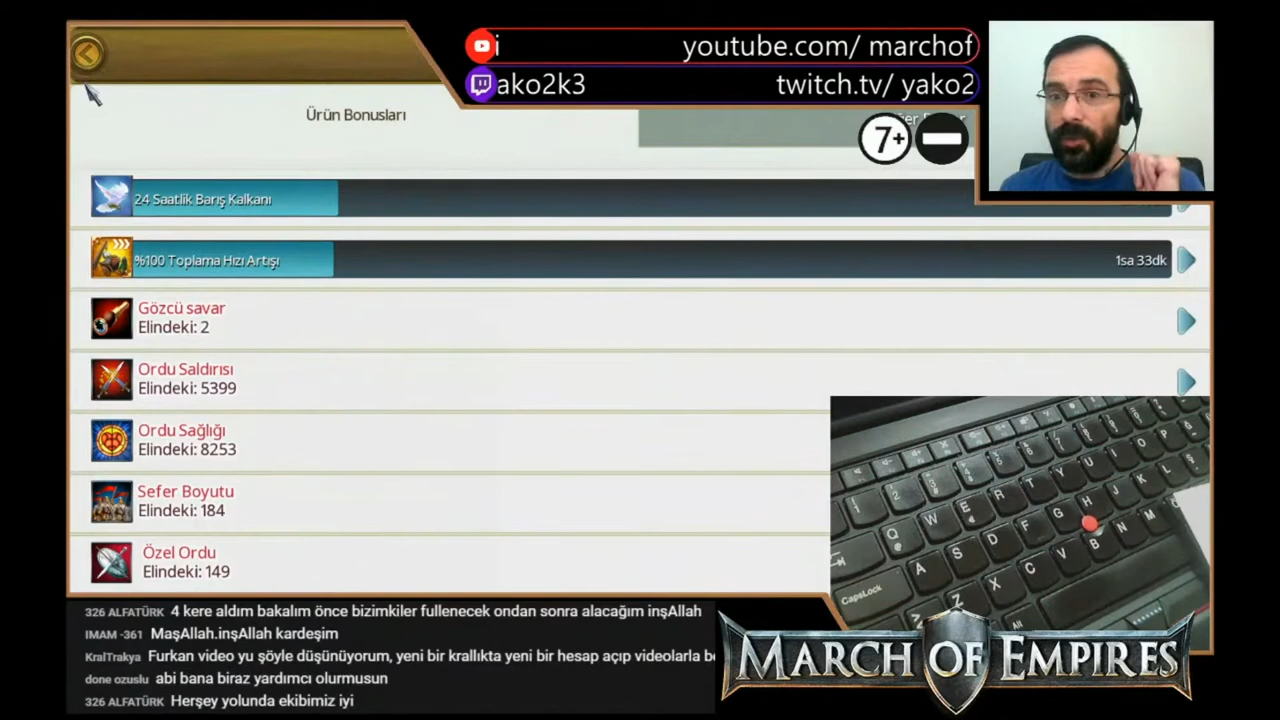 i youtube.com/ marchof
ako2k3 twitch.tv/ yako2
Ürün Bonusları
7+
24 Saatlik Barış Kalkanı
%100 Toplama Hızı Artışı
1sa 33dk
Gözcü savar
Elindeki: 2
Ordu Saldırısı
Elindeki: 5399
Ordu Sağlığı
Elindeki: 8253
Sefer Boyutu
Elindeki: 184
Özel Ordu
Elindeki: 149
326 ALFATÜRK 4 kere aldım bakalım önce bizimkiler fullenecek ondan sonra alacağım inşAllah
IMAM -361 MaşAllah.inşAllah kardeşim
KralTrakya Furkan video yu şöyle düşünüyorum, yeni bir krallıkta yeni bir hesap açıp videolarla be
done ozuslu abi bana biraz yardımcı olurmusun
326 ALFATÜRK Herşey yolunda ekibimiz iyi
CapsLock
Alt
MARCH OF EMPIRES